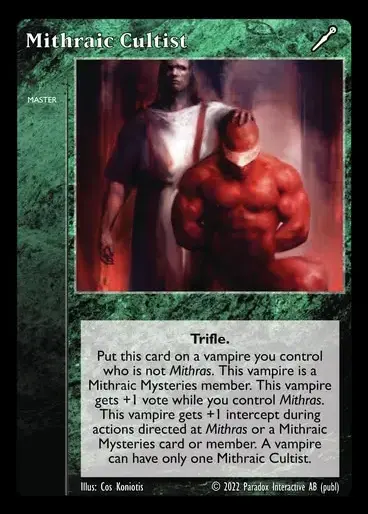 Mithraic Cultist
MASTER
Trifle.
Put this card on a vampire you control
who is not Mithras. This vampire is a
Mithraic Mysteries member. This vampire
gets +1 vote while you control Mithras.
This vampire gets +1 intercept during
actions directed at Mithras or a Mithraic
Mysteries card or member. A vampire
can have only one Mithraic Cultist.
Illus: Cos Koniotis © 2022 Paradox Interactive AB (publ)